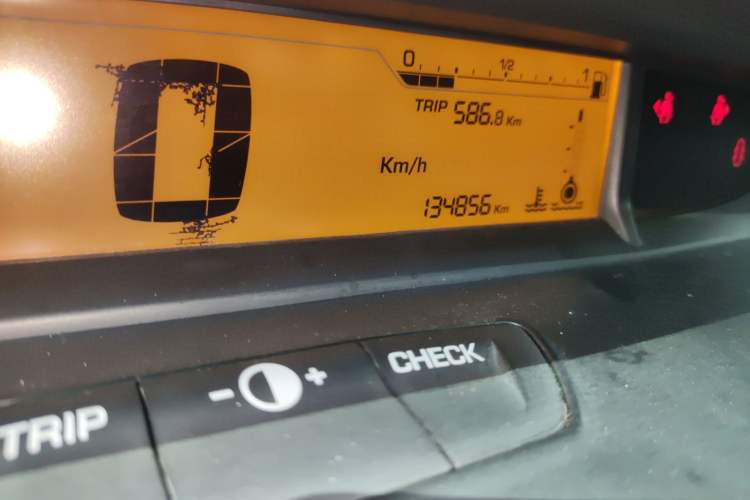 0 1/2 1
TRIP 586.8 Km
0
Km/h
134856 Km
TRIP
- +
CHECK